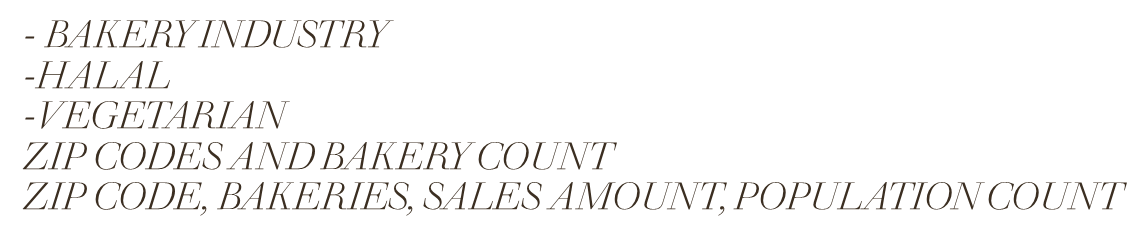 - BAKERY INDUSTRY
-HALAL
-VEGETARIAN
ZIP CODES AND BAKERY COUNT
ZIP CODE, BAKERIES, SALES AMOUNT, POPULATION COUNT